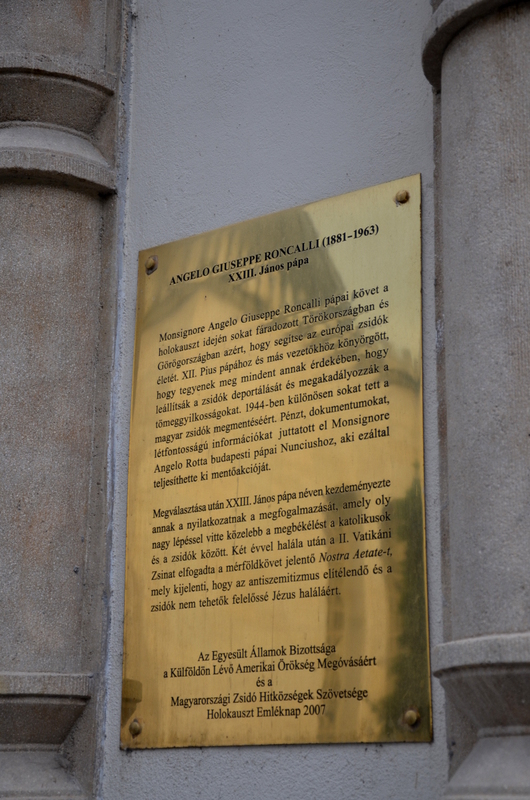 ANGELO GIUSEPPE RONCALLI (1881–1963)
XXIII. János pápa
Monsignore Angelo Giuseppe Roncalli pápai követ a
holokauszt idején sokat fáradozott Törökországban és
Görögországban azért, hogy segítse az európai zsidók
életét. XII. Pius pápához és más vezetőkhöz könyörgött,
hogy tegyenek meg mindent annak érdekében, hogy
leállítsák a zsidók deportálását és megakadályozzák a
tömeggyilkosságokat. 1944-ben különösen sokat tett a
magyar zsidók megmentéséért. Pénzt, dokumentumokat,
létfontosságú információkat juttatott el Monsignore
Angelo Rotta budapesti pápai Nunciushoz, aki ezáltal
teljesíthette ki mentőakcióját.
Megválasztása után XXIII. János pápa néven kezdeményezte
annak a nyilatkozatnak a megfogalmazását, amely oly
nagy lépéssel vitte közelebb a megbékélést a katolikusok
és a zsidók között. Két évvel halála után a II. Vatikáni
Zsinat elfogadta a mérföldkövet jelentő Nostra Aetate-t,
mely kijelenti, hogy az antiszemitizmus elítélendő és a
zsidók nem tehetők felelőssé Jézus haláláért.
Az Egyesült Államok Bizottsága
a Külföldön Lévő Amerikai Örökség Megóvásáért
és a
Magyarországi Zsidó Hitközségek Szövetsége
Holokauszt Emléknap 2007